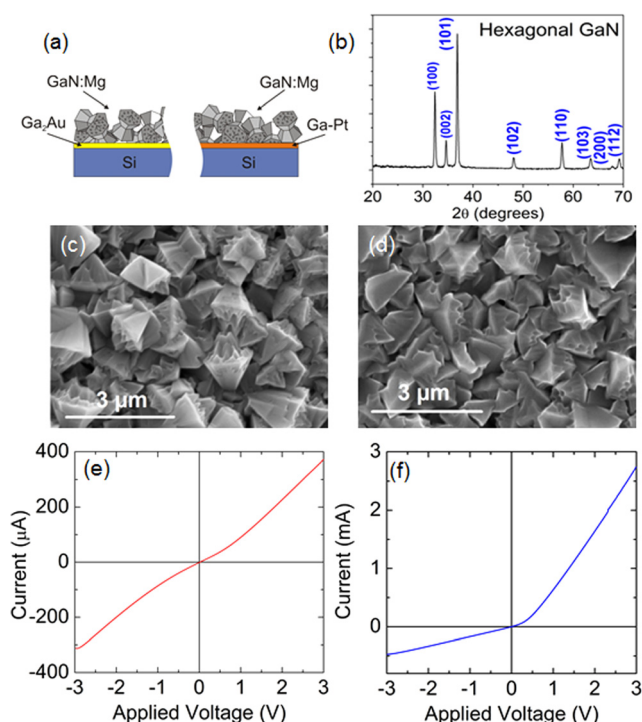 (a)
GaN:Mg
GaN:Mg
Ga₂Au
Ga-Pt
Si
Si
(b)
Hexagonal GaN
(100)
(002)
(101)
(102)
(110)
(103)
(200)
(112)
20 30 40 50 60 70
2θ (degrees)
(c)
3 µm
(d)
3 µm
(e)
Current (µA)
400
200
0
-200
-400
-3 -2 -1 0 1 2 3
Applied Voltage (V)
(f)
Current (mA)
3
2
1
0
-3 -2 -1 0 1 2 3
Applied Voltage (V)